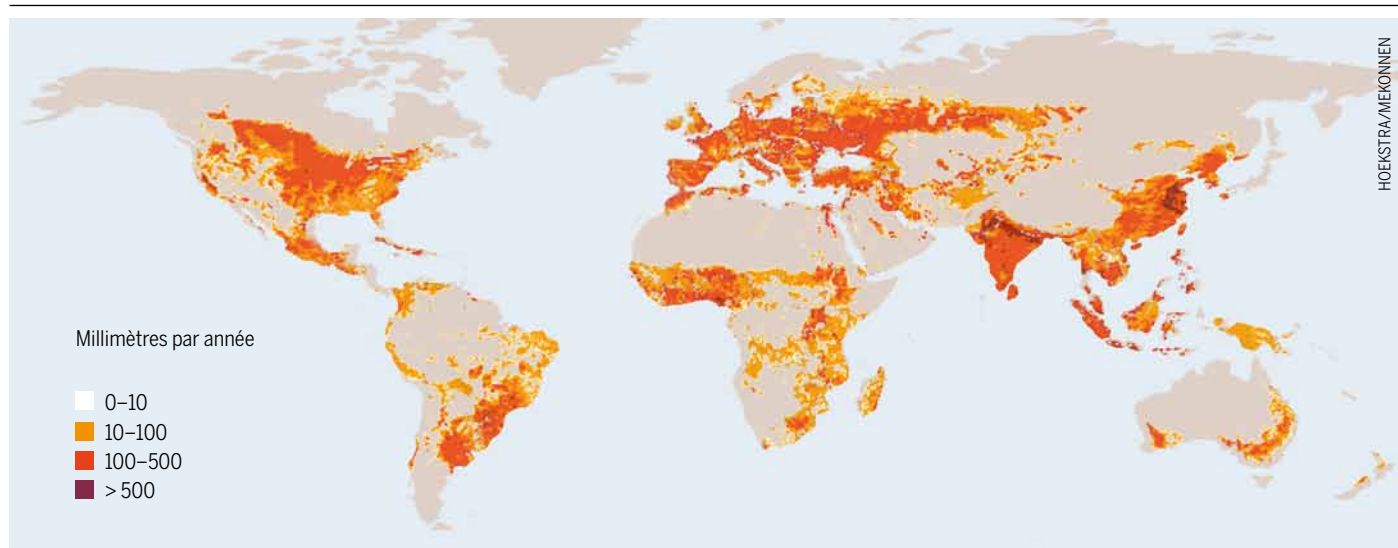 HOEKSTRA/MEKONNEN
Millimètres par année
0–10
10–100
100–500
> 500